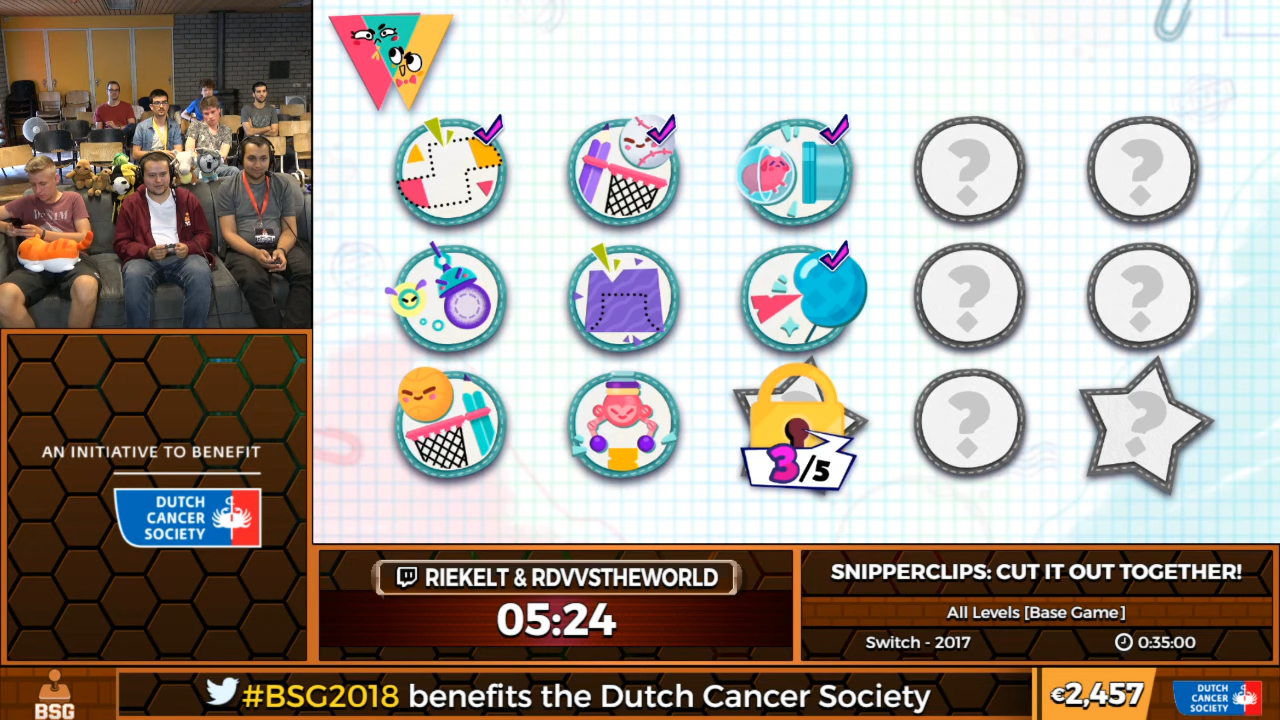 DENIM
?
?
?
?
3/5
?
?
AN INITIATIVE TO BENEFIT
DUTCH
CANCER
SOCIETY
RIEKELT & RDVVSTHEWORLD
05:24
SNIPPERCLIPS: CUT IT OUT TOGETHER!
All Levels [Base Game]
Switch - 2017
0:35:00
BSG
#BSG2018 benefits the Dutch Cancer Society
€2,457
DUTCH
CANCER
SOCIETY